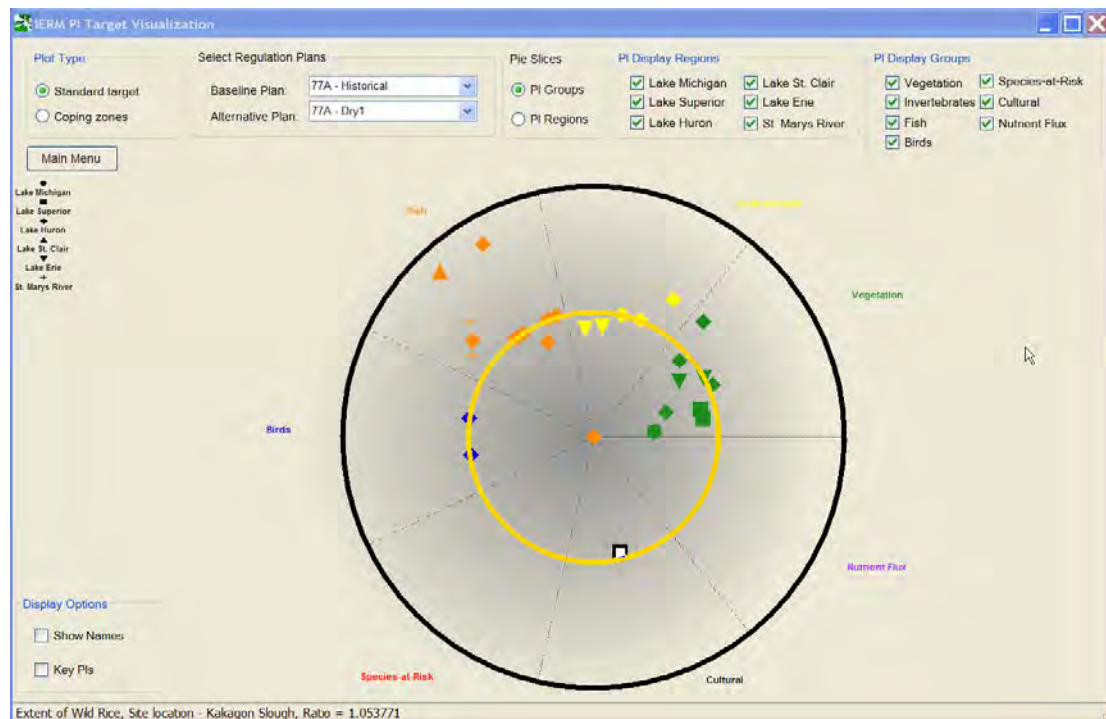 IERM PI Target Visualization
Plot Type
Standard target
Coping zones
Select Regulation Plans
Baseline Plan: 77A - Historical
Alternative Plan: 77A - Dry1
Pie Slices
PI Groups
PI Regions
PI Display Regions
Lake Michigan Lake St. Clair
Lake Superior Lake Erie
Lake Huron St. Marys River
PI Display Groups
Vegetation Species-at-Risk
Invertebrates Cultural
Fish Nutrient Flux
Birds
Main Menu
Lake Michigan
Lake Superior
Lake Huron
Lake St. Clair
Lake Erie
St. Marys River
Fish
Vegetation
Birds
Nutrient Flux
Species-at-Risk
Cultural
Display Options
Show Names
Key PIs
Extent of Wild Rice, Site location - Kakagon Slough, Ratio = 1.053771